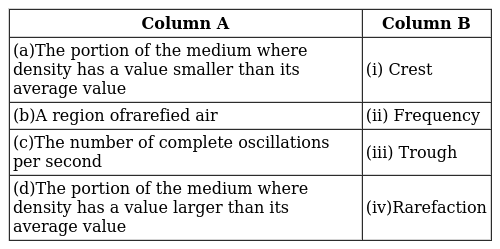 Column A Column B
(a)The portion of the medium where
density has a value smaller than its
average value
(i) Crest
(b)A region ofrarefied air (ii) Frequency
(c)The number of complete oscillations
per second
(iii) Trough
(d)The portion of the medium where
density has a value larger than its
average value
(iv)Rarefaction